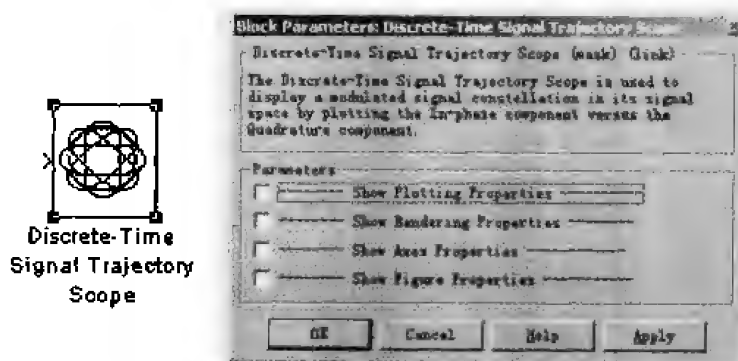 Discrete-Time
Signal Trajectory
Scope
Block Parameters: Discrete-Time Signal Trajectory Scope
Discrete-Time Signal Trajectory Scope (mask) (link)
The Discrete-Time Signal Trajectory Scope is used to
display a modulated signal constellation in its signal
space by plotting the In-phase component versus the
Quadrature component.
Parameters
Show Plotting Properties
Show Rendering Properties
Show Axes Properties
Show Figure Properties
OK
Cancel
Help
Apply